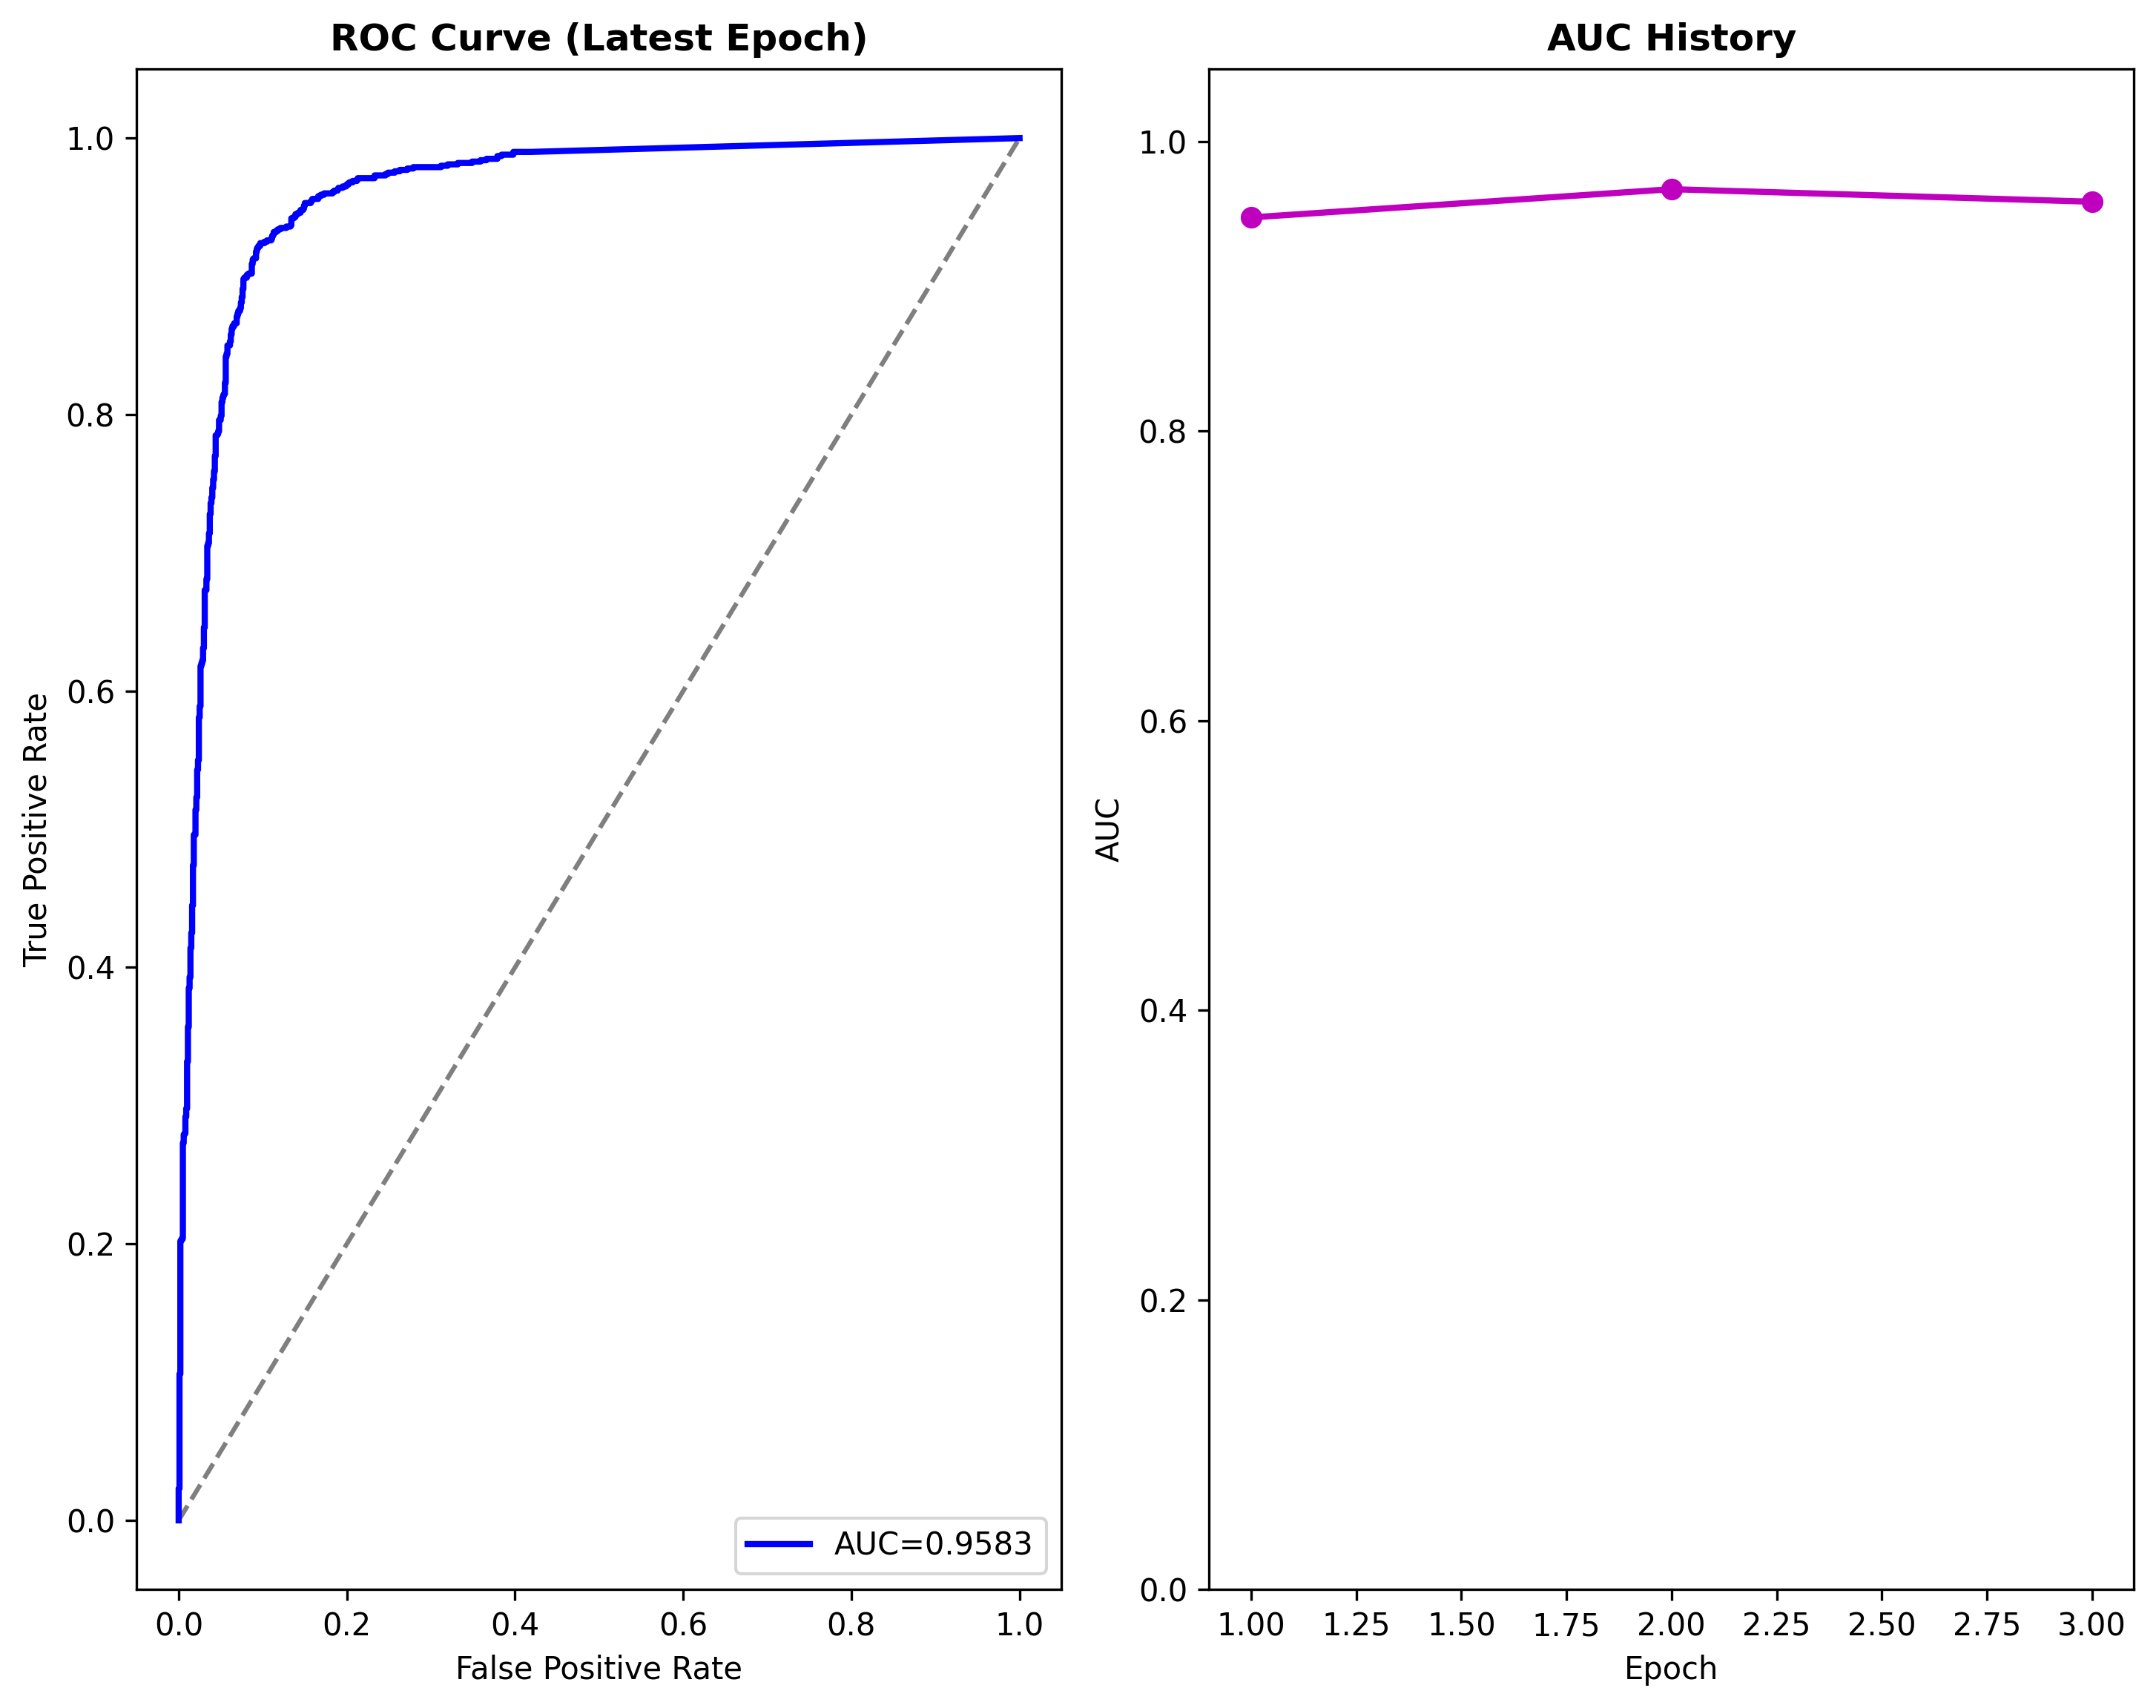 ROC Curve (Latest Epoch)
True Positive Rate
1.0
0.8
0.6
0.4
0.2
0.0
0.0 0.2 0.4 0.6 0.8 1.0
False Positive Rate
AUC=0.9583
AUC History
AUC
1.0
0.8
0.6
0.4
0.2
0.0
1.00 1.25 1.50 1.75 2.00 2.25 2.50 2.75 3.00
Epoch